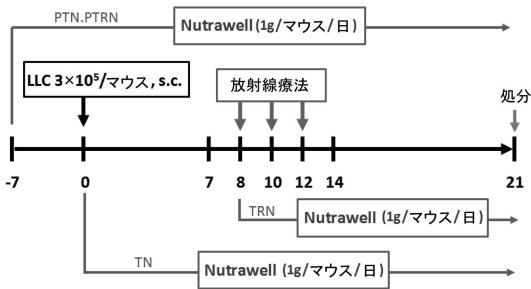 PTN.PTRN
Nutrawell (1g/マウス/日)
LLC 3×10⁵/マウス, s.c.
放射線療法
処分
-7 0 7 8 10 12 14 21
TRN
Nutrawell (1g/マウス/日)
TN
Nutrawell (1g/マウス/日)